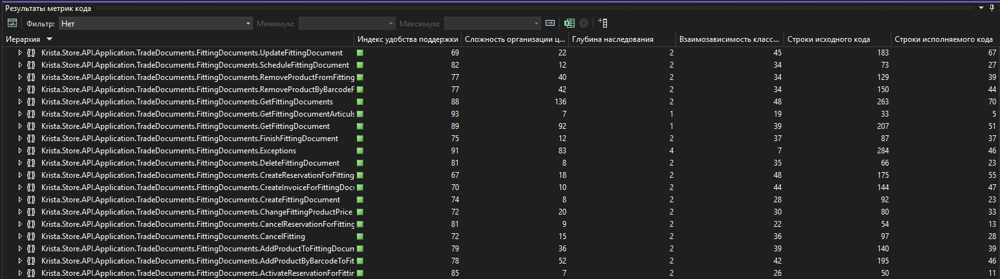 Результаты метрик кода
Фильтр: Нет Минимум: Максимум:
Иерархия Индекс удобства поддержки Сложность организации ц... Глубина наследования Взаимозависимость класс... Строки исходного кода Строки исполняемого кода
Krista.Store.API.Application.TradeDocuments.FittingDocuments.UpdateFittingDocument 69 22 2 45 183 67
Krista.Store.API.Application.TradeDocuments.FittingDocuments.ScheduleFittingDocument 82 12 2 34 73 27
Krista.Store.API.Application.TradeDocuments.FittingDocuments.RemoveProductFromFitting 77 40 2 34 129 39
Krista.Store.API.Application.TradeDocuments.FittingDocuments.RemoveProductByBarcodeF 77 42 2 34 150 44
Krista.Store.API.Application.TradeDocuments.FittingDocuments.GetFittingDocuments 88 136 2 48 263 70
Krista.Store.API.Application.TradeDocuments.FittingDocuments.GetFittingDocumentArticuls 93 7 1 19 33 5
Krista.Store.API.Application.TradeDocuments.FittingDocuments.GetFittingDocument 89 92 1 39 207 51
Krista.Store.API.Application.TradeDocuments.FittingDocuments.FinishFittingDocument 75 12 2 37 87 37
Krista.Store.API.Application.TradeDocuments.FittingDocuments.Exceptions 91 83 4 7 284 46
Krista.Store.API.Application.TradeDocuments.FittingDocuments.DeleteFittingDocument 81 8 2 35 66 23
Krista.Store.API.Application.TradeDocuments.FittingDocuments.CreateReservationForFitting 67 18 2 48 175 55
Krista.Store.API.Application.TradeDocuments.FittingDocuments.CreateInvoiceForFittingDocu 70 10 2 44 144 47
Krista.Store.API.Application.TradeDocuments.FittingDocuments.CreateFittingDocument 74 8 2 28 92 23
Krista.Store.API.Application.TradeDocuments.FittingDocuments.ChangeFittingProductPrice 72 20 2 30 80 33
Krista.Store.API.Application.TradeDocuments.FittingDocuments.CancelReservationForFitting 81 9 2 22 54 13
Krista.Store.API.Application.TradeDocuments.FittingDocuments.CancelFitting 72 15 2 36 97 28
Krista.Store.API.Application.TradeDocuments.FittingDocuments.AddProductToFittingDocum 79 36 2 39 140 39
Krista.Store.API.Application.TradeDocuments.FittingDocuments.AddProductByBarcodeToFit 78 52 2 42 195 46
Krista.Store.API.Application.TradeDocuments.FittingDocuments.ActivateReservationForFittin 85 7 2 26 50 11